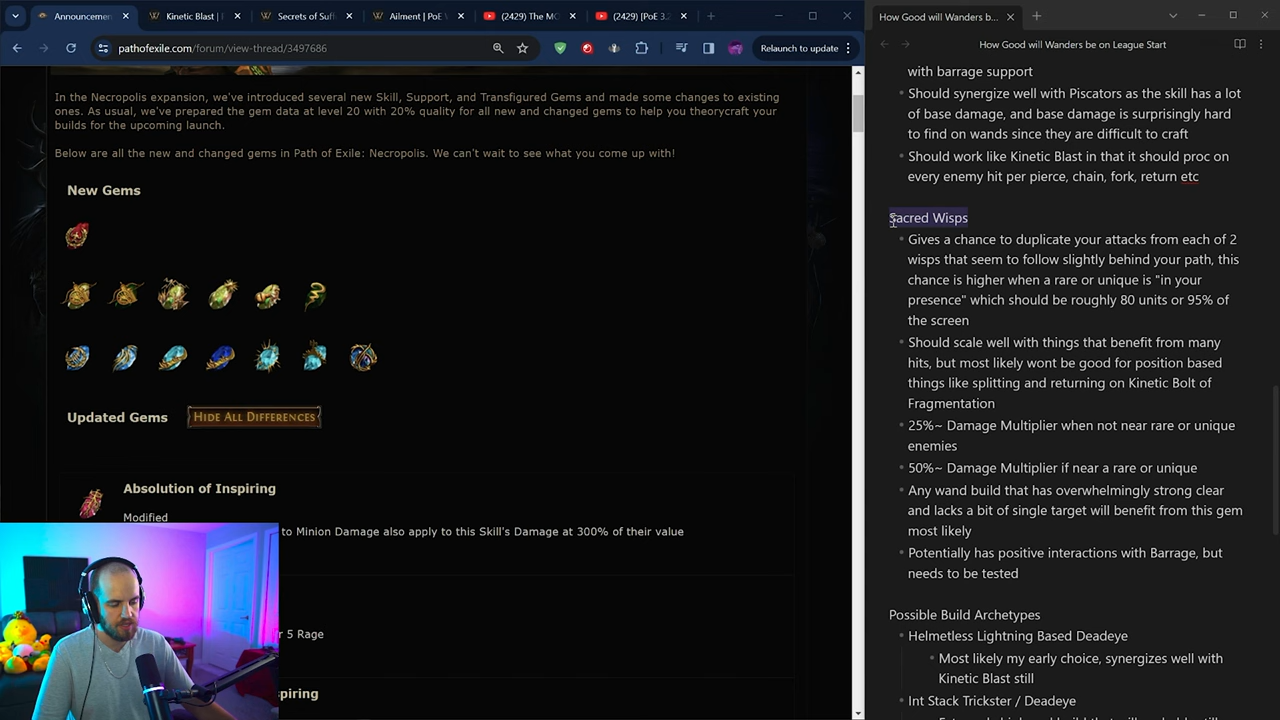 Announcemen
Kinetic Blast |
Secrets of Suff
Ailment | PoE
(2429) The MC
(2429) [PoE 3.2
pathofexile.com/forum/view-thread/3497686
Relaunch to update
In the Necropolis expansion, we've introduced several new Skill, Support, and Transfigured Gems and made some changes to existing
ones. As usual, we've prepared the gem data at level 20 with 20% quality for all new and changed gems to help you theorycraft your
builds for the upcoming launch.
Below are all the new and changed gems in Path of Exile: Necropolis. We can't wait to see what you come up with!
New Gems
Updated Gems
HIDE ALL DIFFERENCES
Absolution of Inspiring
Modified
to Minion Damage also apply to this Skill's Damage at 300% of their value
r 5 Rage
spiring
How Good will Wanders b...
How Good will Wanders be on League Start
with barrage support
Should synergize well with Piscators as the skill has a lot
of base damage, and base damage is surprisingly hard
to find on wands since they are difficult to craft
Should work like Kinetic Blast in that it should proc on
every enemy hit per pierce, chain, fork, return etc
Sacred Wisps
Gives a chance to duplicate your attacks from each of 2
wisps that seem to follow slightly behind your path, this
chance is higher when a rare or unique is "in your
presence" which should be roughly 80 units or 95% of
the screen
Should scale well with things that benefit from many
hits, but most likely wont be good for position based
things like splitting and returning on Kinetic Bolt of
Fragmentation
25%~ Damage Multiplier when not near rare or unique
enemies
50%~ Damage Multiplier if near a rare or unique
Any wand build that has overwhelmingly strong clear
and lacks a bit of single target will benefit from this gem
most likely
Potentially has positive interactions with Barrage, but
needs to be tested
Possible Build Archetypes
Helmetless Lightning Based Deadeye
Most likely my early choice, synergizes well with
Kinetic Blast still
Int Stack Trickster / Deadeye